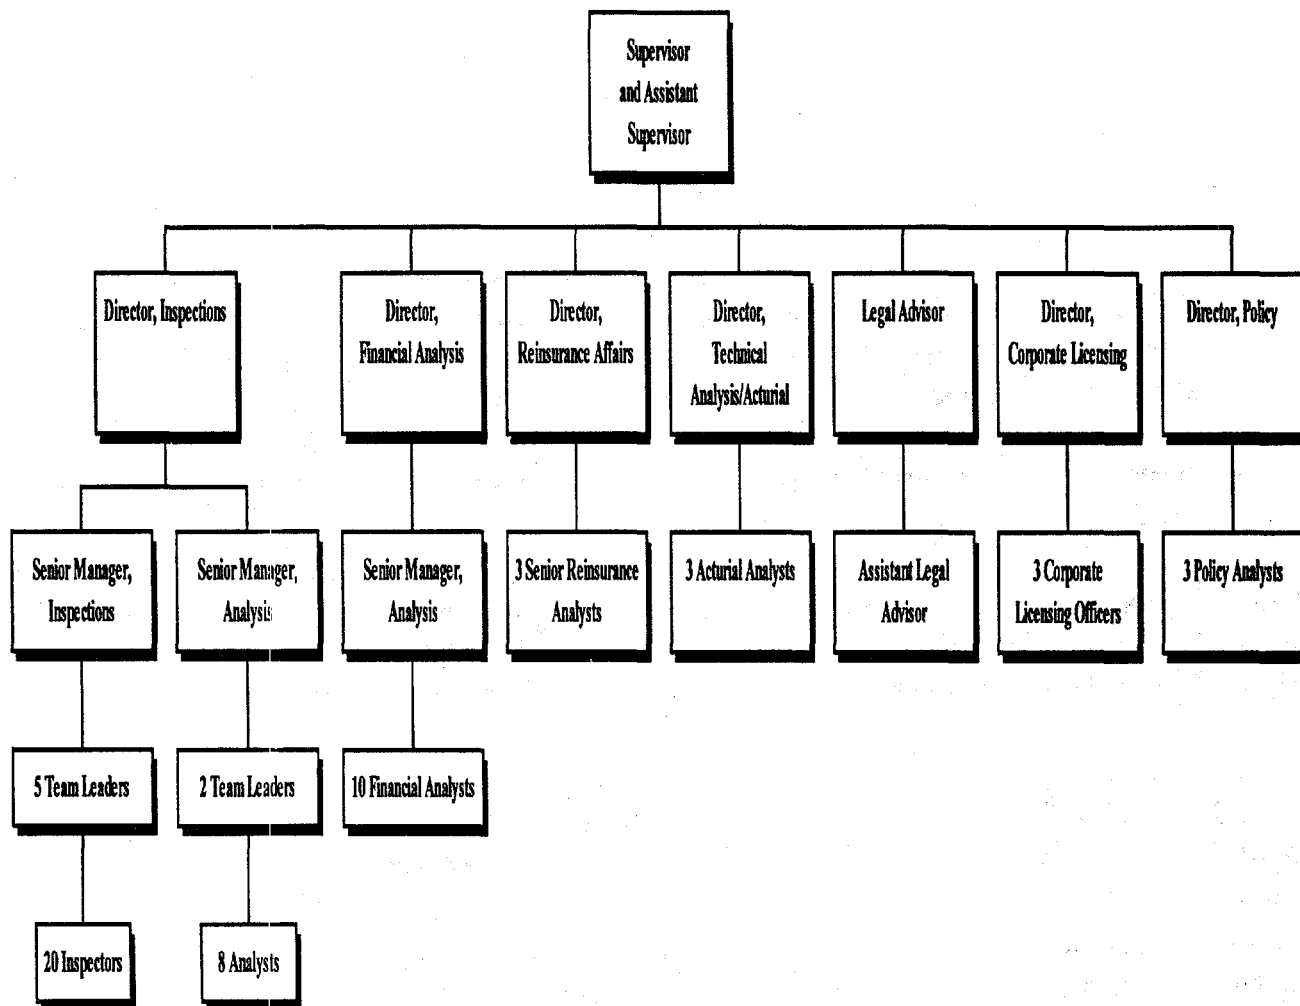 Supervisor
and Assistant
Supervisor
Director, Inspections
Director,
Financial Analysis
Director,
Reinsurance Affairs
Director,
Technical
Analysis/Acturial
Legal Advisor
Director,
Corporate Licensing
Director, Policy
Senior Manager,
Inspections
Senior Manager,
Analysis
Senior Manager,
Analysis
3 Senior Reinsurance
Analysts
3 Acturial Analysts
Assistant Legal
Advisor
3 Corporate
Licensing Officers
3 Policy Analysts
5 Team Leaders
2 Team Leaders
10 Financial Analysts
20 Inspectors
8 Analysts